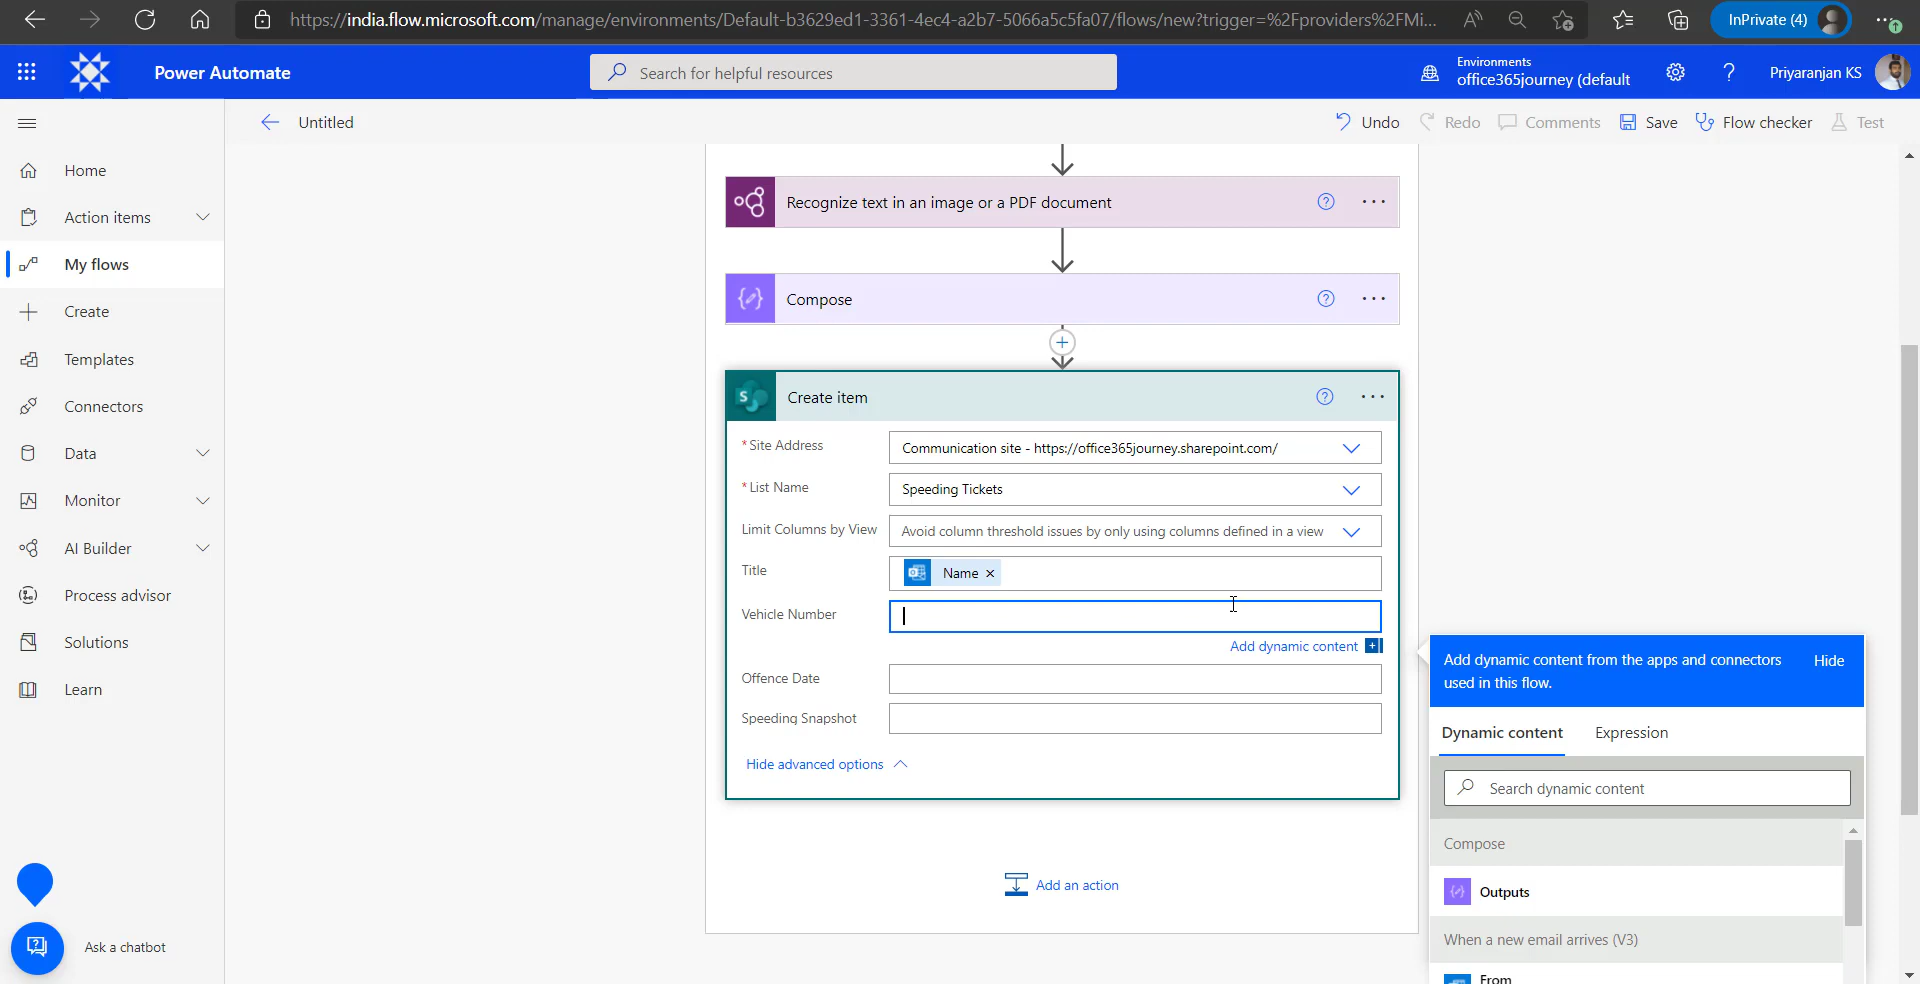 https://india.flow.microsoft.com/manage/environments/Default-b3629ed1-3361-4ec4-a2b7-5066a5c5fa07/flows/new?trigger=%2Fproviders%2FMi...
InPrivate (4)
Power Automate
Search for helpful resources
Environments
office365journey (default
?
Priyaranjan KS
Untitled
Undo
Redo
Comments
Save
Flow checker
Test
Home
Action items
My flows
Create
Templates
Connectors
Data
Monitor
AI Builder
Process advisor
Solutions
Learn
Ask a chatbot
Recognize text in an image or a PDF document
Compose
Create item
* Site Address
Communication site - https://office365journey.sharepoint.com/
* List Name
Speeding Tickets
Limit Columns by View
Avoid column threshold issues by only using columns defined in a view
Title
Name ×
Vehicle Number
Add dynamic content
Offence Date
Speeding Snapshot
Hide advanced options
Add an action
Add dynamic content from the apps and connectors
used in this flow.
Hide
Dynamic content
Expression
Search dynamic content
Compose
Outputs
When a new email arrives (V3)
From